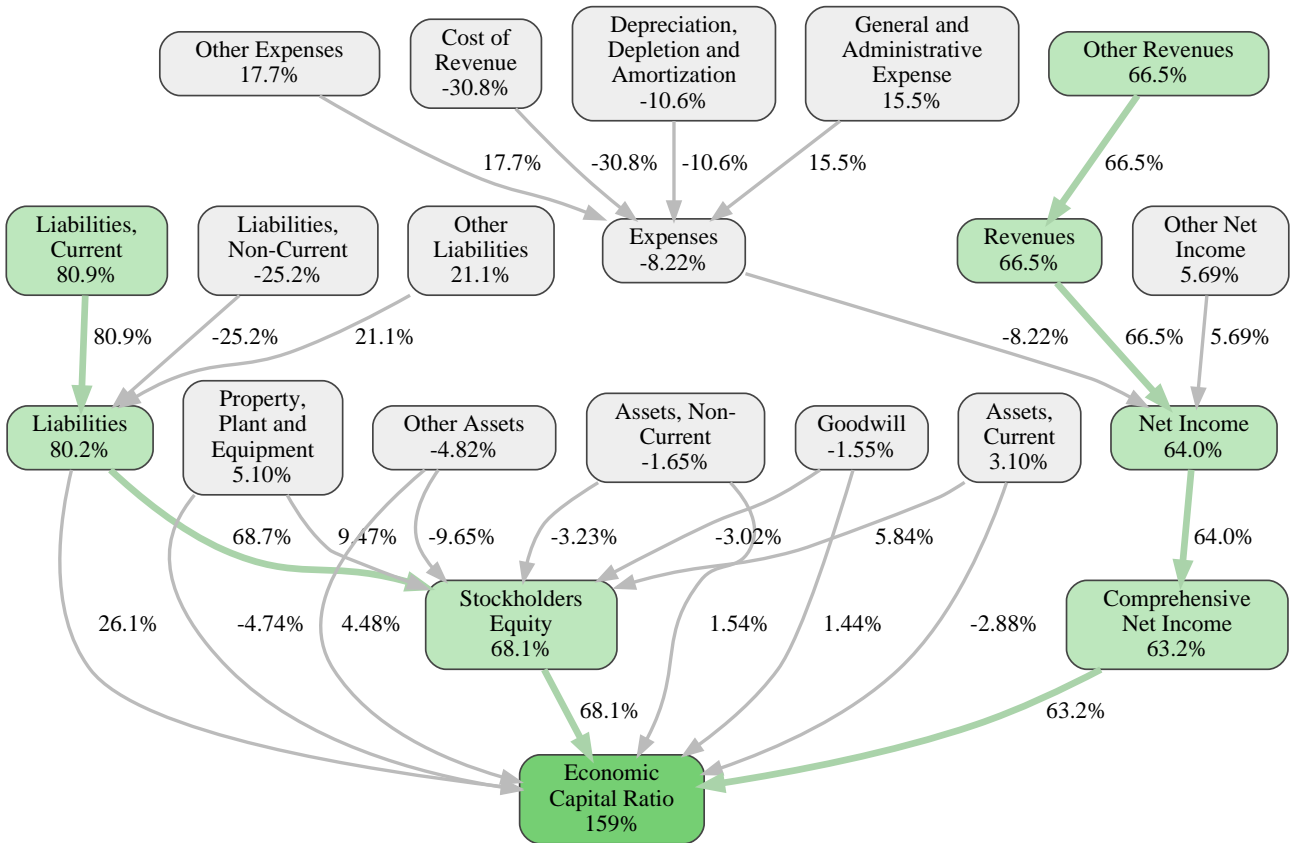 Other Expenses
17.7%
Cost of
Revenue
-30.8%
Depreciation,
Depletion and
Amortization
-10.6%
General and
Administrative
Expense
15.5%
Other Revenues
66.5%
17.7%
-30.8%
-10.6%
15.5%
66.5%
Liabilities,
Current
80.9%
Liabilities,
Non-Current
-25.2%
Other
Liabilities
21.1%
Expenses
-8.22%
Revenues
66.5%
Other Net
Income
5.69%
80.9%
-25.2%
21.1%
-8.22%
66.5%
5.69%
Liabilities
80.2%
Property,
Plant and
Equipment
5.10%
Other Assets
-4.82%
Assets, Non-
Current
-1.65%
Goodwill
-1.55%
Assets,
Current
3.10%
Net Income
64.0%
68.7%
9.47%
-9.65%
-3.23%
-3.02%
5.84%
64.0%
Stockholders
Equity
68.1%
Comprehensive
Net Income
63.2%
26.1%
-4.74%
4.48%
1.54%
1.44%
-2.88%
68.1%
63.2%
Economic
Capital Ratio
159%